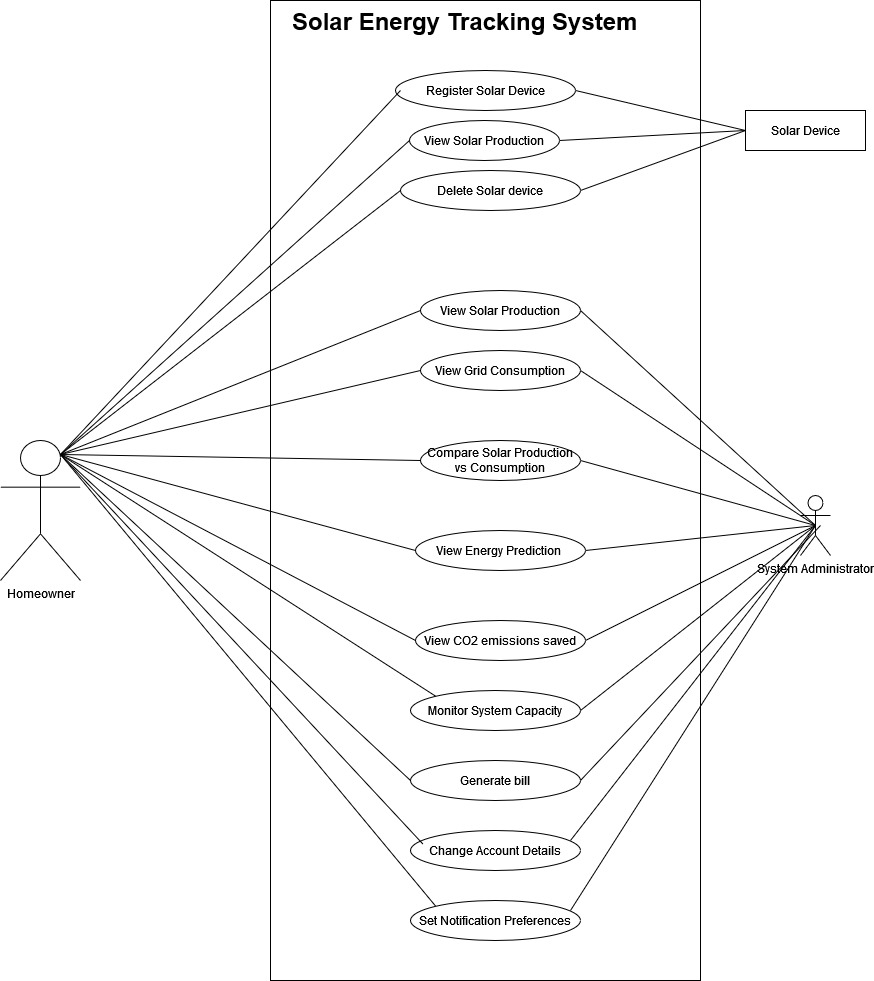 Solar Energy Tracking System
Register Solar Device
View Solar Production
Solar Device
Delete Solar device
View Solar Production
View Grid Consumption
Compare Solar Production
vs Consumption
View Energy Prediction
System Administrator
Homeowner
View CO2 emissions saved
Monitor System Capacity
Generate bill
Change Account Details
Set Notification Preferences